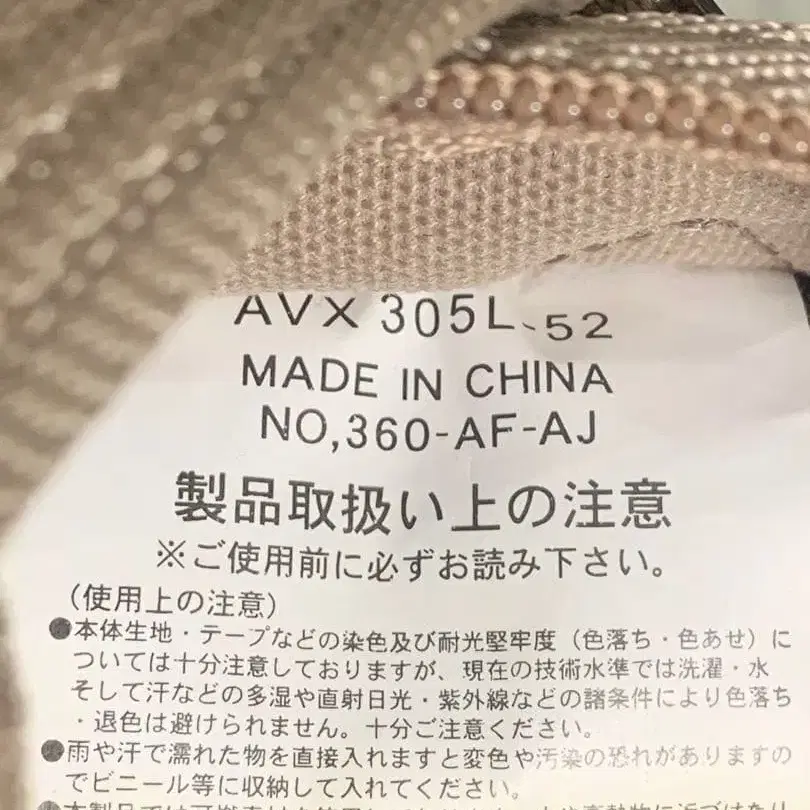 AVX 305L-52
MADE IN CHINA
NO,360-AF-AJ
製品取扱い上の注意
※ご使用前に必ずお読み下さい。
(使用上の注意)
●本体生地・テープなどの染色及び耐光堅牢度（色落ち・色あせ）に
ついては十分注意しておりますが、現在の技術水準では洗濯・水
そして汗などの多湿や直射日光・紫外線などの諸条件により色落ち
・退色は避けられません。十分ご注意ください。
●雨や汗で濡れた物を直接入れますと変色や汚染の恐れがありますの
でビニール等に収納して入れてください。